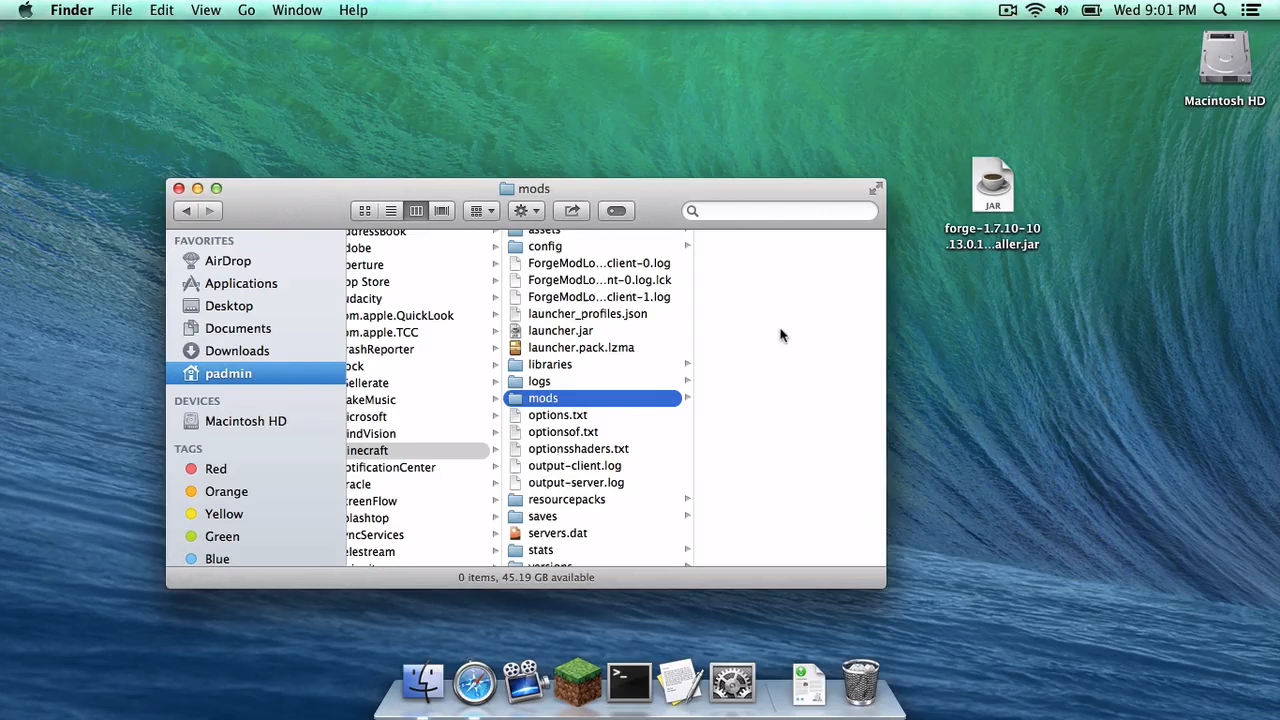 Finder File Edit View Go Window Help Wed 9:01 PM
Macintosh HD
JAR
forge-1.7.10-10
.13.0.1...aller.jar
mods
FAVORITES
AirDrop
Applications
Desktop
Documents
Downloads
padmin
DEVICES
Macintosh HD
TAGS
Red
Orange
Yellow
Green
Blue
ddressBook
dobe
perture
pp Store
udacity
om.apple.QuickLook
om.apple.TCC
rashReporter
ock
ellerate
akeMusic
icrosoft
indVision
inecraft
otificationCenter
racle
creenFlow
plashtop
yncServices
elestream
assets
config
ForgeModLo...client-0.log
ForgeModLo...nt-0.log.lck
ForgeModLo...client-1.log
launcher_profiles.json
launcher.jar
launcher.pack.lzma
libraries
logs
mods
options.txt
optionsof.txt
optionsshaders.txt
output-client.log
output-server.log
resourcepacks
saves
servers.dat
stats
versions
0 items, 45.19 GB available